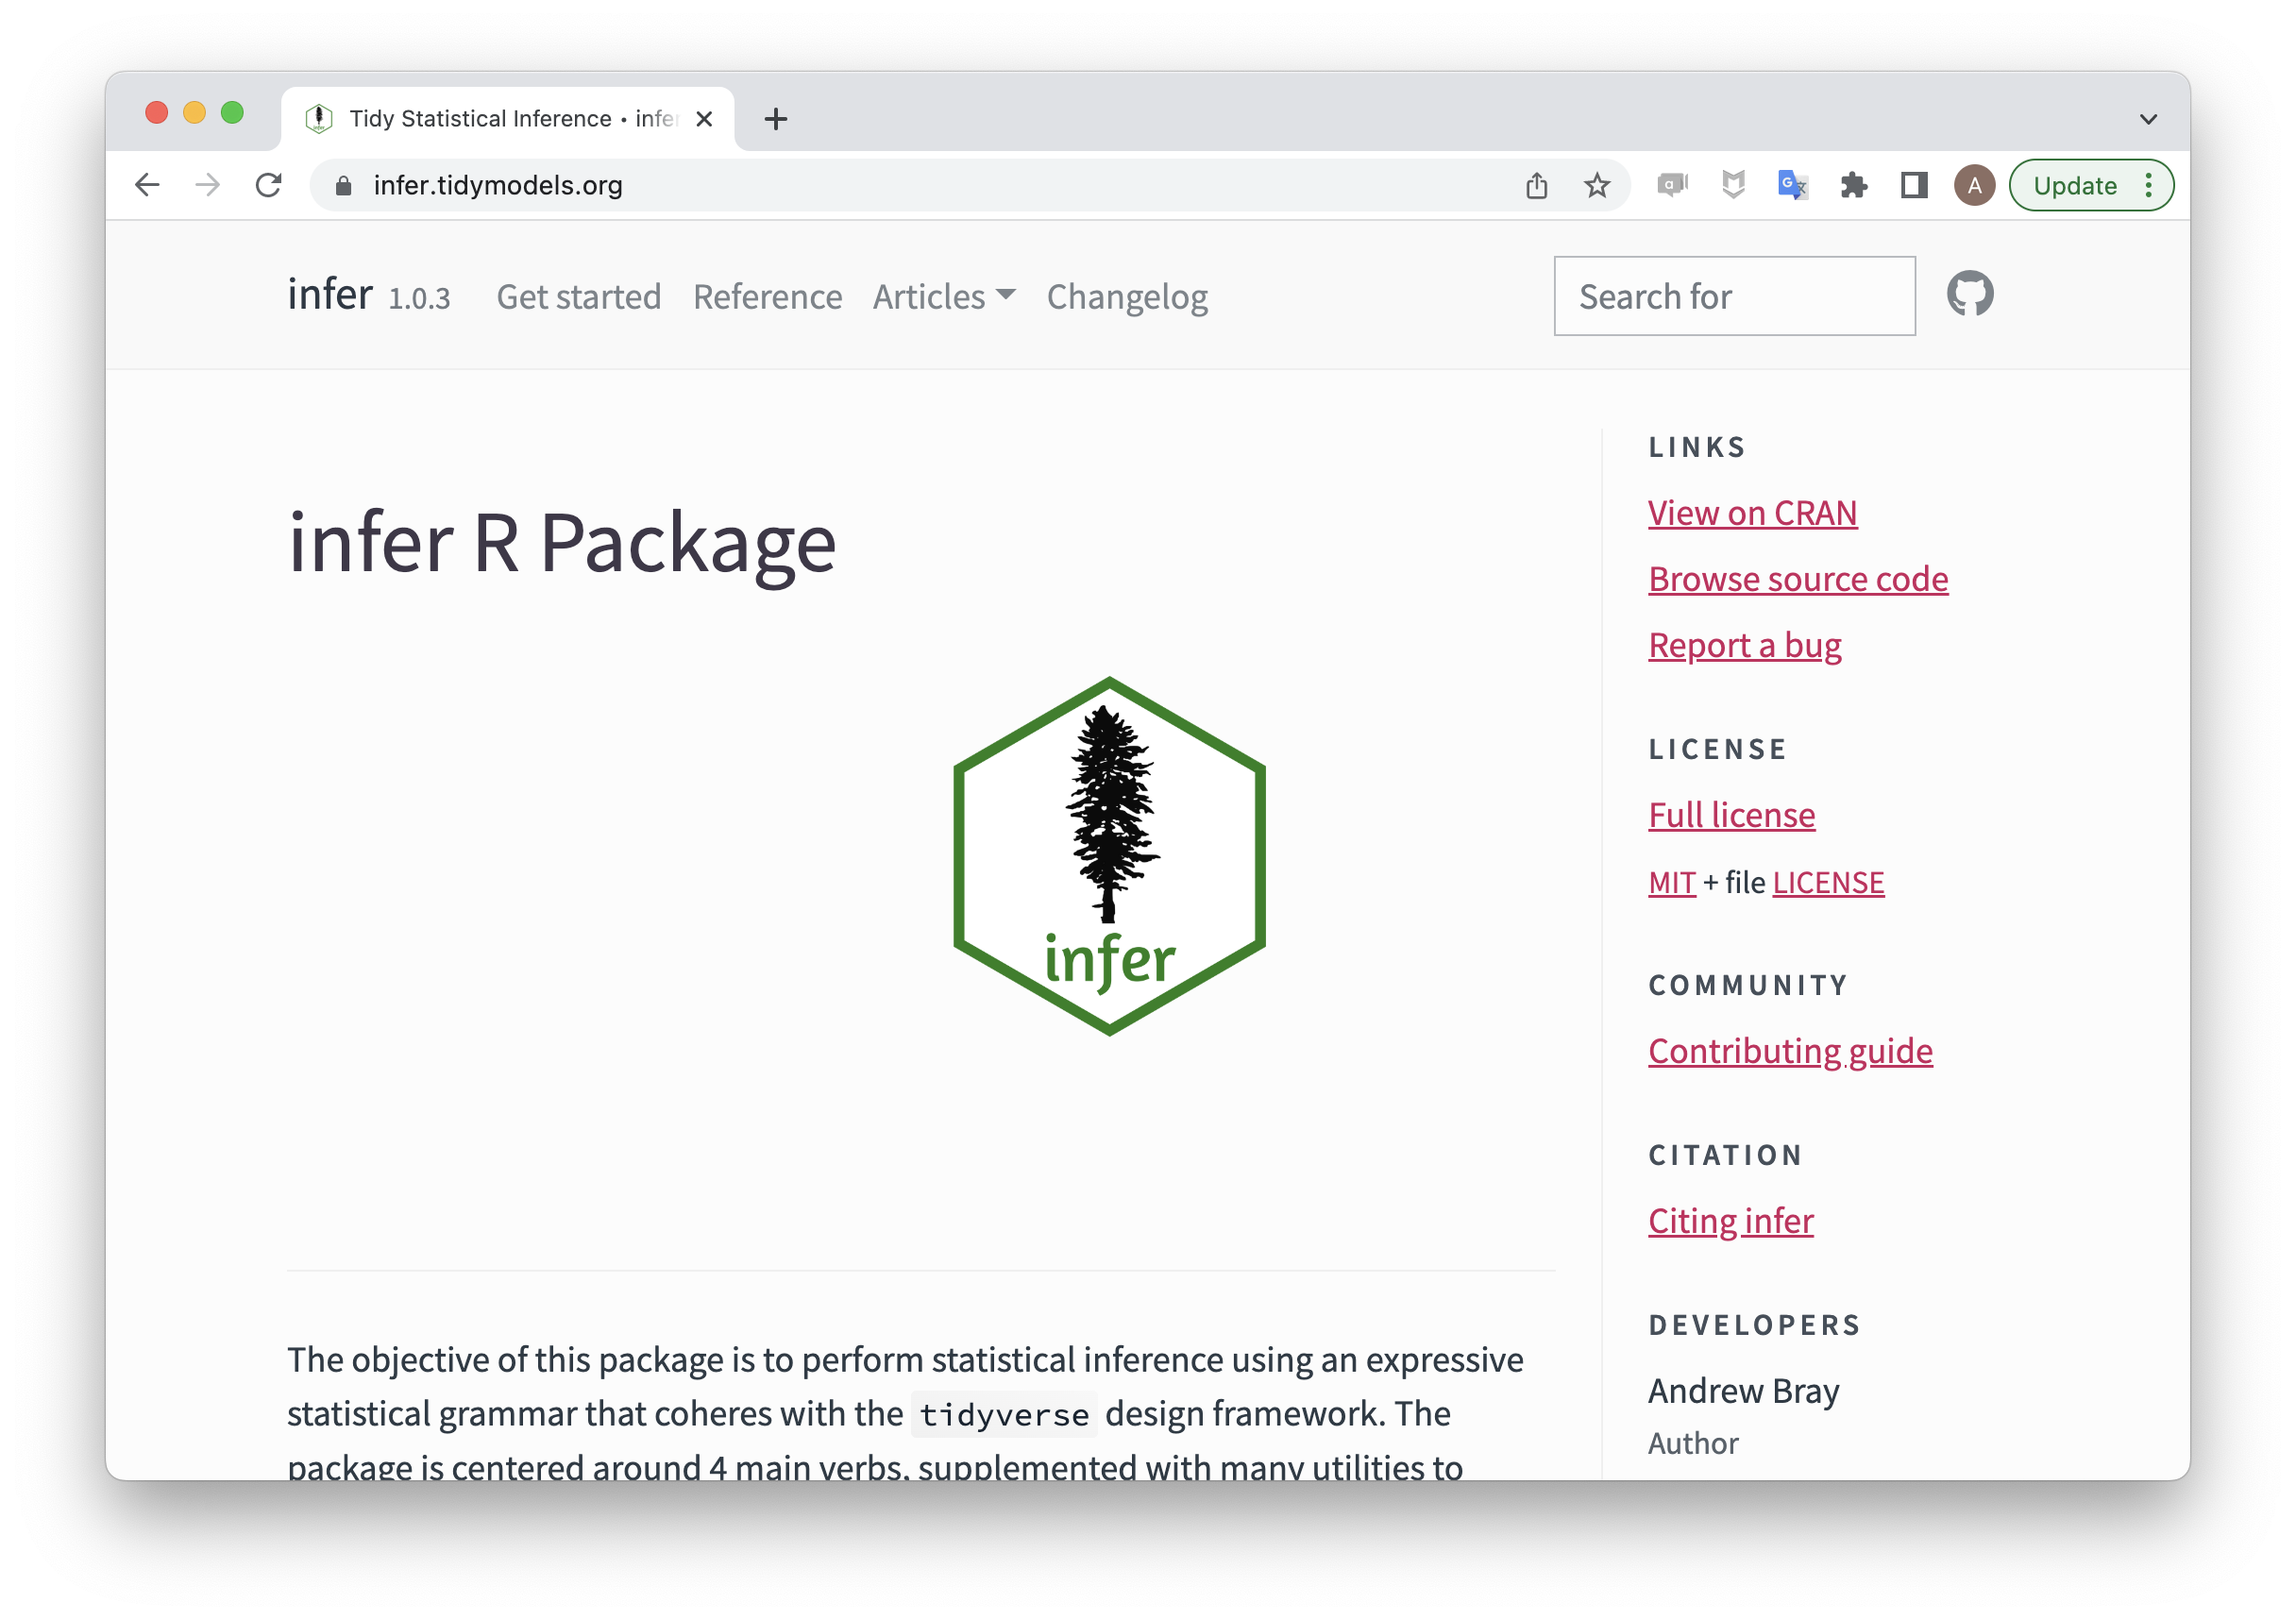 Tidy Statistical Inference • infer
infer.tidymodels.org
A
Update
infer 1.0.3 Get started Reference Articles Changelog
Search for
infer R Package
infer
The objective of this package is to perform statistical inference using an expressive
statistical grammar that coheres with the tidyverse design framework. The
package is centered around 4 main verbs, supplemented with many utilities to
LINKS
View on CRAN
Browse source code
Report a bug
LICENSE
Full license
MIT + file LICENSE
COMMUNITY
Contributing guide
CITATION
Citing infer
DEVELOPERS
Andrew Bray
Author